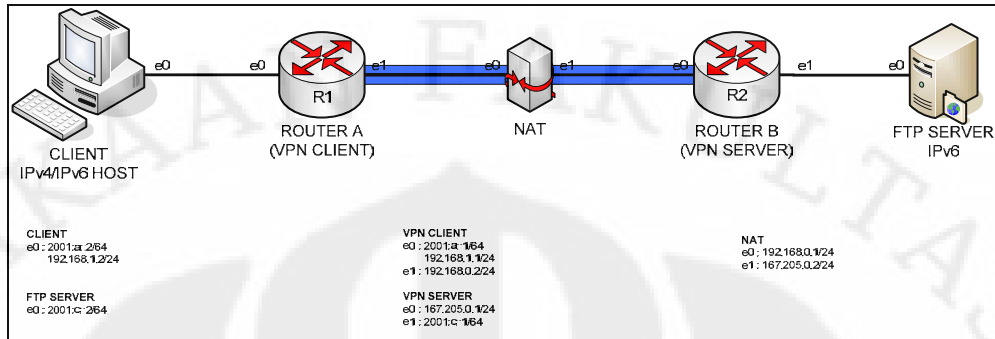 e0
e0
e1
e0
e1
e0
e1
e0
R1
R2
CLIENT
IPv4/IPv6 HOST
ROUTER A
(VPN CLIENT)
NAT
ROUTER B
(VPN SERVER)
FTP SERVER
IPv6
CLIENT
e0 : 2001:a::2/64
192.168.1.2/24
FTP SERVER
e0 : 2001:c::2/64
VPN CLIENT
e0 : 2001:a::1/64
192.168.1.1/24
e1 : 192.168.0.2/24
VPN SERVER
e0 : 167.205.0.1/24
e1 : 2001:c::1/64
NAT
e0 : 192.168.0.1/24
e1 : 167.205.0.2/24